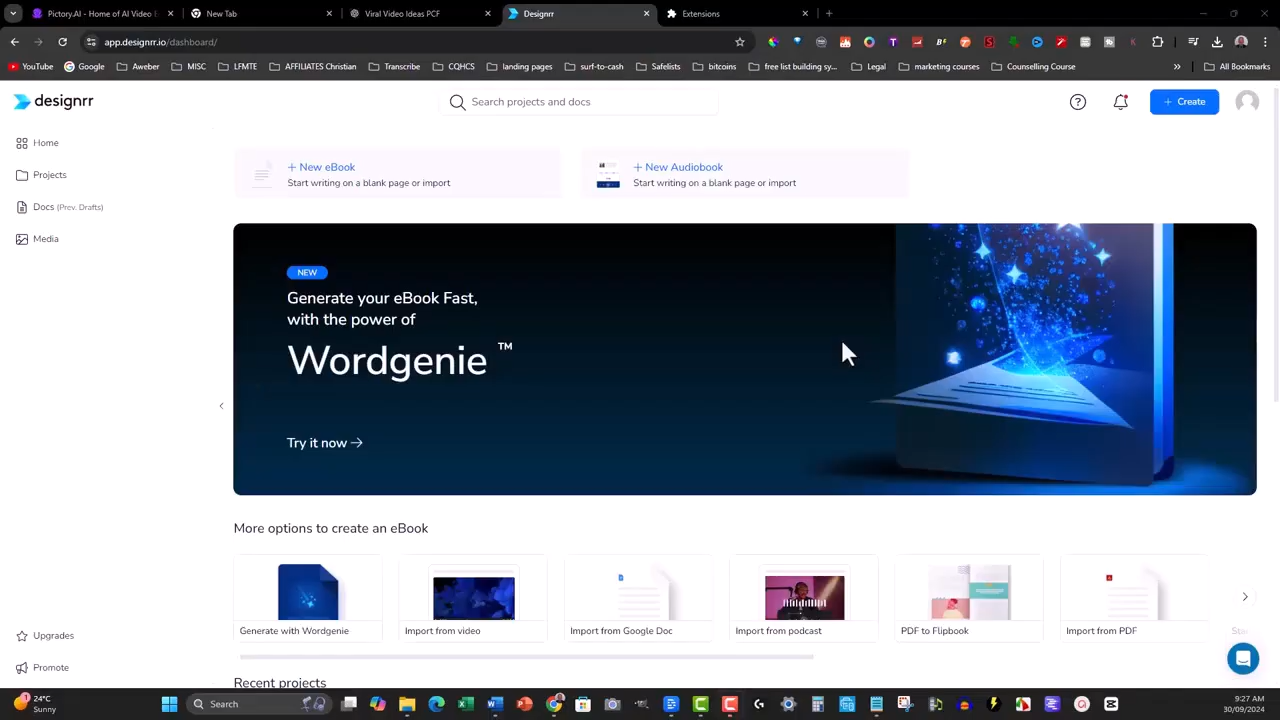 Pictory.AI - Home of AI Video E
New Tab
Viral Video Ideas PCF
Designrr
Extensions
app.designrr.io/dashboard/
YouTube
Google
Aweber
MISC
LFMTE
AFFILIATES Christian
Transcribe
CQHCS
landing pages
surf-to-cash
Safelists
bitcoins
free list building sy...
Legal
marketing courses
Counselling Course
»
All Bookmarks
designrr
Search projects and docs
+ Create
Home
Projects
Docs (Prev. Drafts)
Media
+ New eBook
Start writing on a blank page or import
+ New Audiobook
Start writing on a blank page or import
NEW
Generate your eBook Fast,
with the power of
Wordgenie ™
Try it now →
More options to create an eBook
Generate with Wordgenie
Import from video
Import from Google Doc
Import from podcast
PDF to Flipbook
Import from PDF
Recent projects
Upgrades
Promote
24°C
Sunny
Search
9:27 AM
30/09/2024